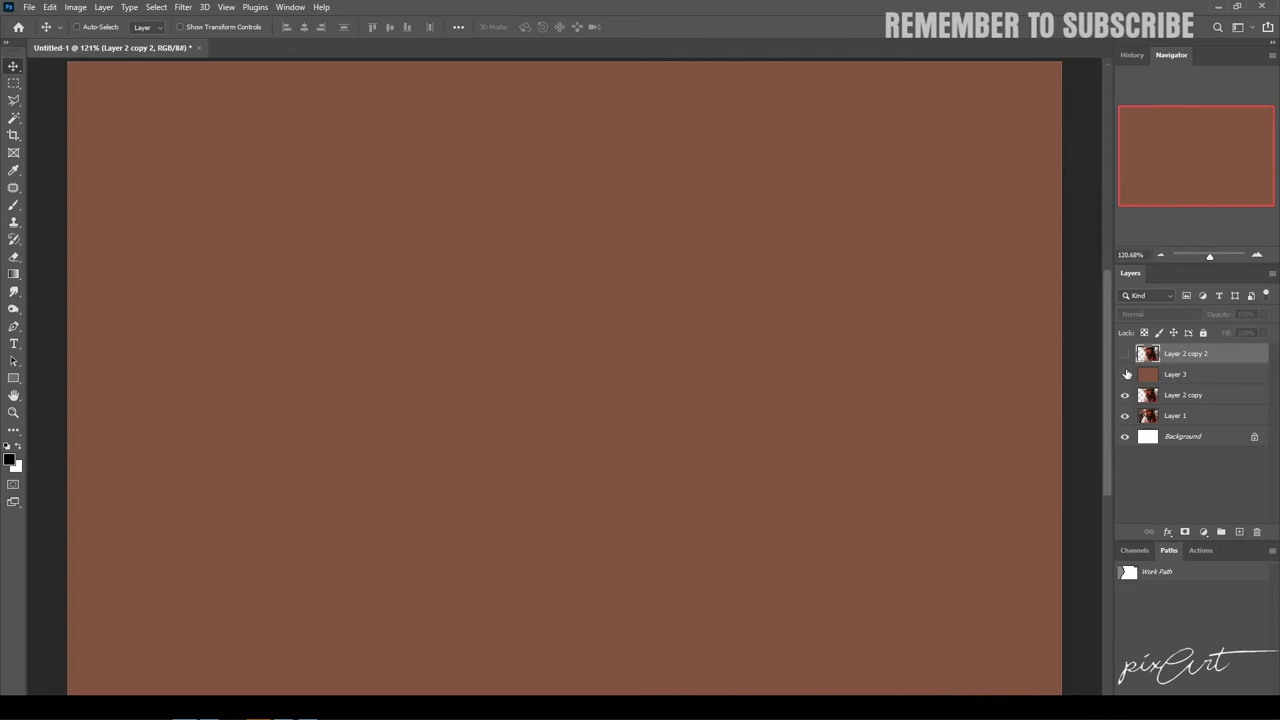 File Edit Image Layer Type Select Filter 3D View Plugins Window Help
REMEMBER TO SUBSCRIBE
Auto-Select: Layer Show Transform Controls 3D Mode:
Untitled-1 @ 121% (Layer 2 copy 2, RGB/8#) *
History Navigator
120.68%
Layers
Kind
Normal Opacity: 100%
Lock: Fill: 100%
Layer 2 copy 2
Layer 3
Layer 2 copy
Layer 1
Background
Channels Paths Actions
Work Path
pixArt